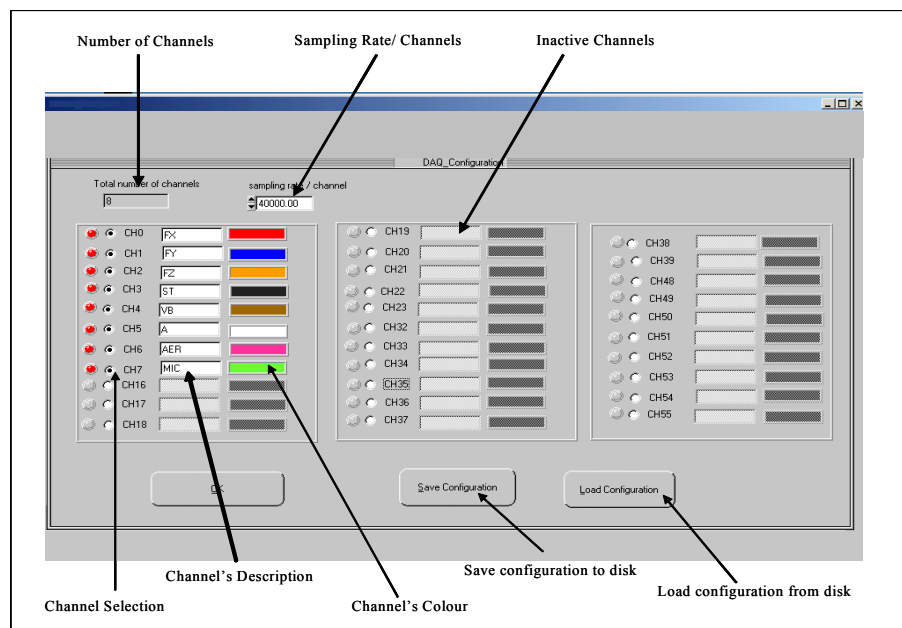 Number of Channels
Sampling Rate/ Channels
Inactive Channels
DAQ_Configuration
Total number of channels
8
sampling rate / channel
40000.00
CH0 FX
CH1 FY
CH2 FZ
CH3 ST
CH4 VB
CH5 A
CH6 AER
CH7 MIC
CH16
CH17
CH18
CH19
CH20
CH21
CH22
CH23
CH32
CH33
CH34
CH35
CH36
CH37
CH38
CH39
CH48
CH49
CH50
CH51
CH52
CH53
CH54
CH55
OK
Save Configuration
Load Configuration
Channel's Description
Save configuration to disk
Channel Selection
Channel's Colour
Load configuration from disk